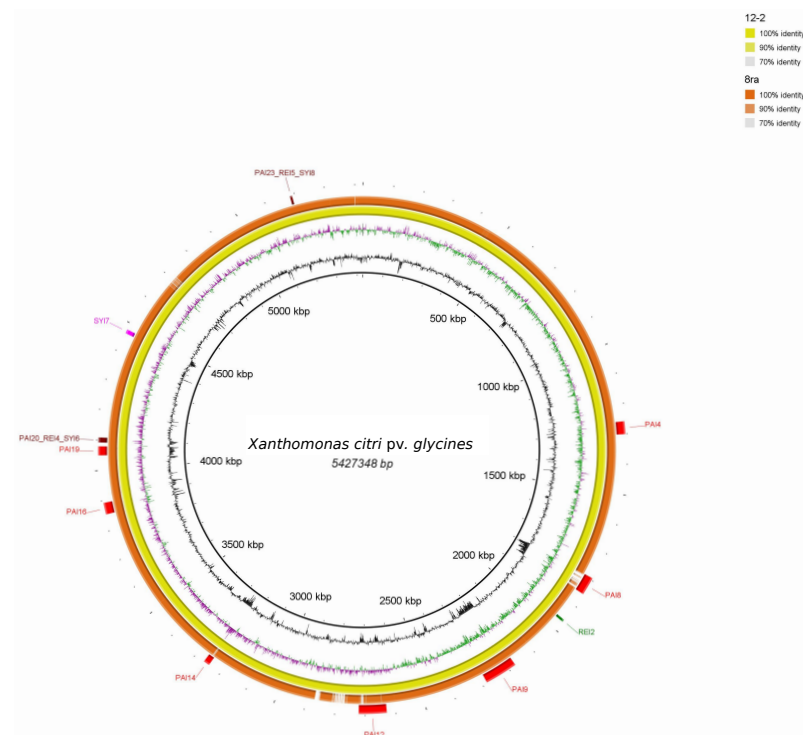 12-2
100% identity
90% identity
70% identity
8ra
100% identity
90% identity
70% identity
PAI23_REI5_SYI8
5000 kbp
500 kbp
SYI7
4500 kbp
1000 kbp
PAI4
PAI20_REI4_SYI6
PAI19
Xanthomonas citri pv. glycines
4000 kbp
5427348 bp
1500 kbp
PAI16
3500 kbp
2000 kbp
PAI8
3000 kbp
2500 kbp
REI2
PAI14
PAI9
PAI12